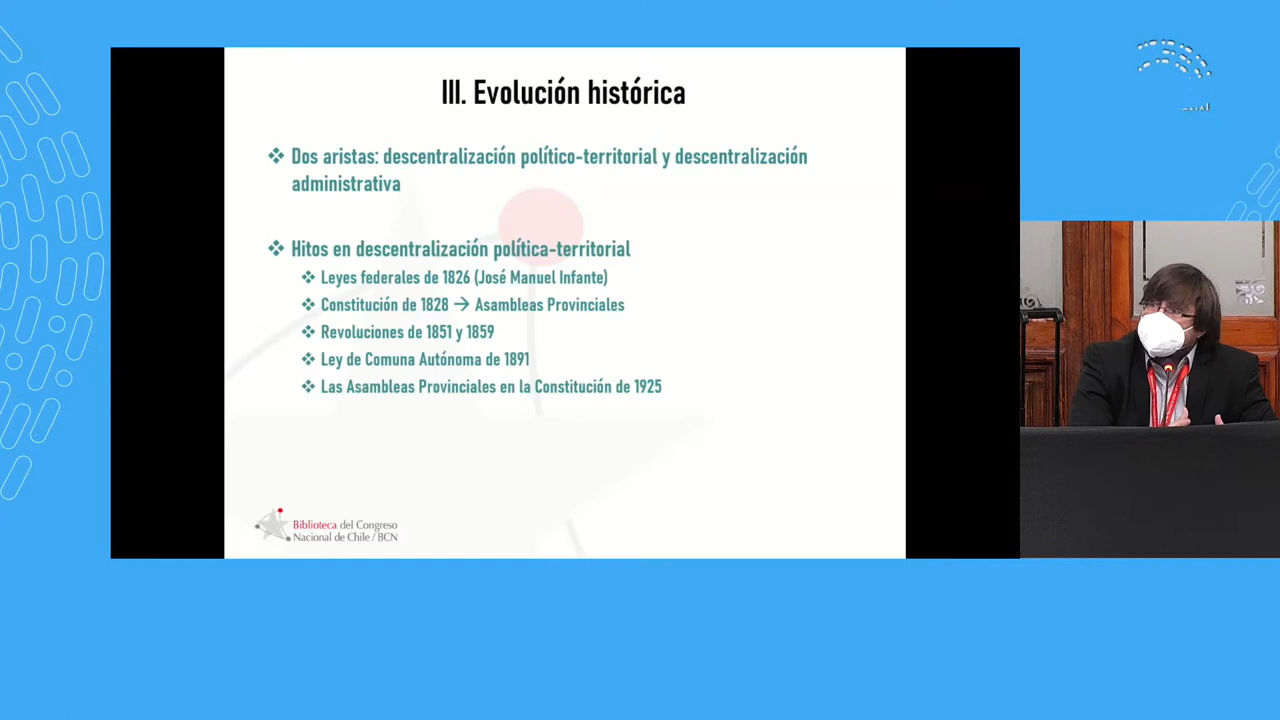 III. Evolución histórica
❖ Dos aristas: descentralización político-territorial y descentralización
administrativa
❖ Hitos en descentralización política-territorial
❖ Leyes federales de 1826 (José Manuel Infante)
❖ Constitución de 1828 → Asambleas Provinciales
❖ Revoluciones de 1851 y 1859
❖ Ley de Comuna Autónoma de 1891
❖ Las Asambleas Provinciales en la Constitución de 1925
Biblioteca del Congreso
Nacional de Chile / BCN